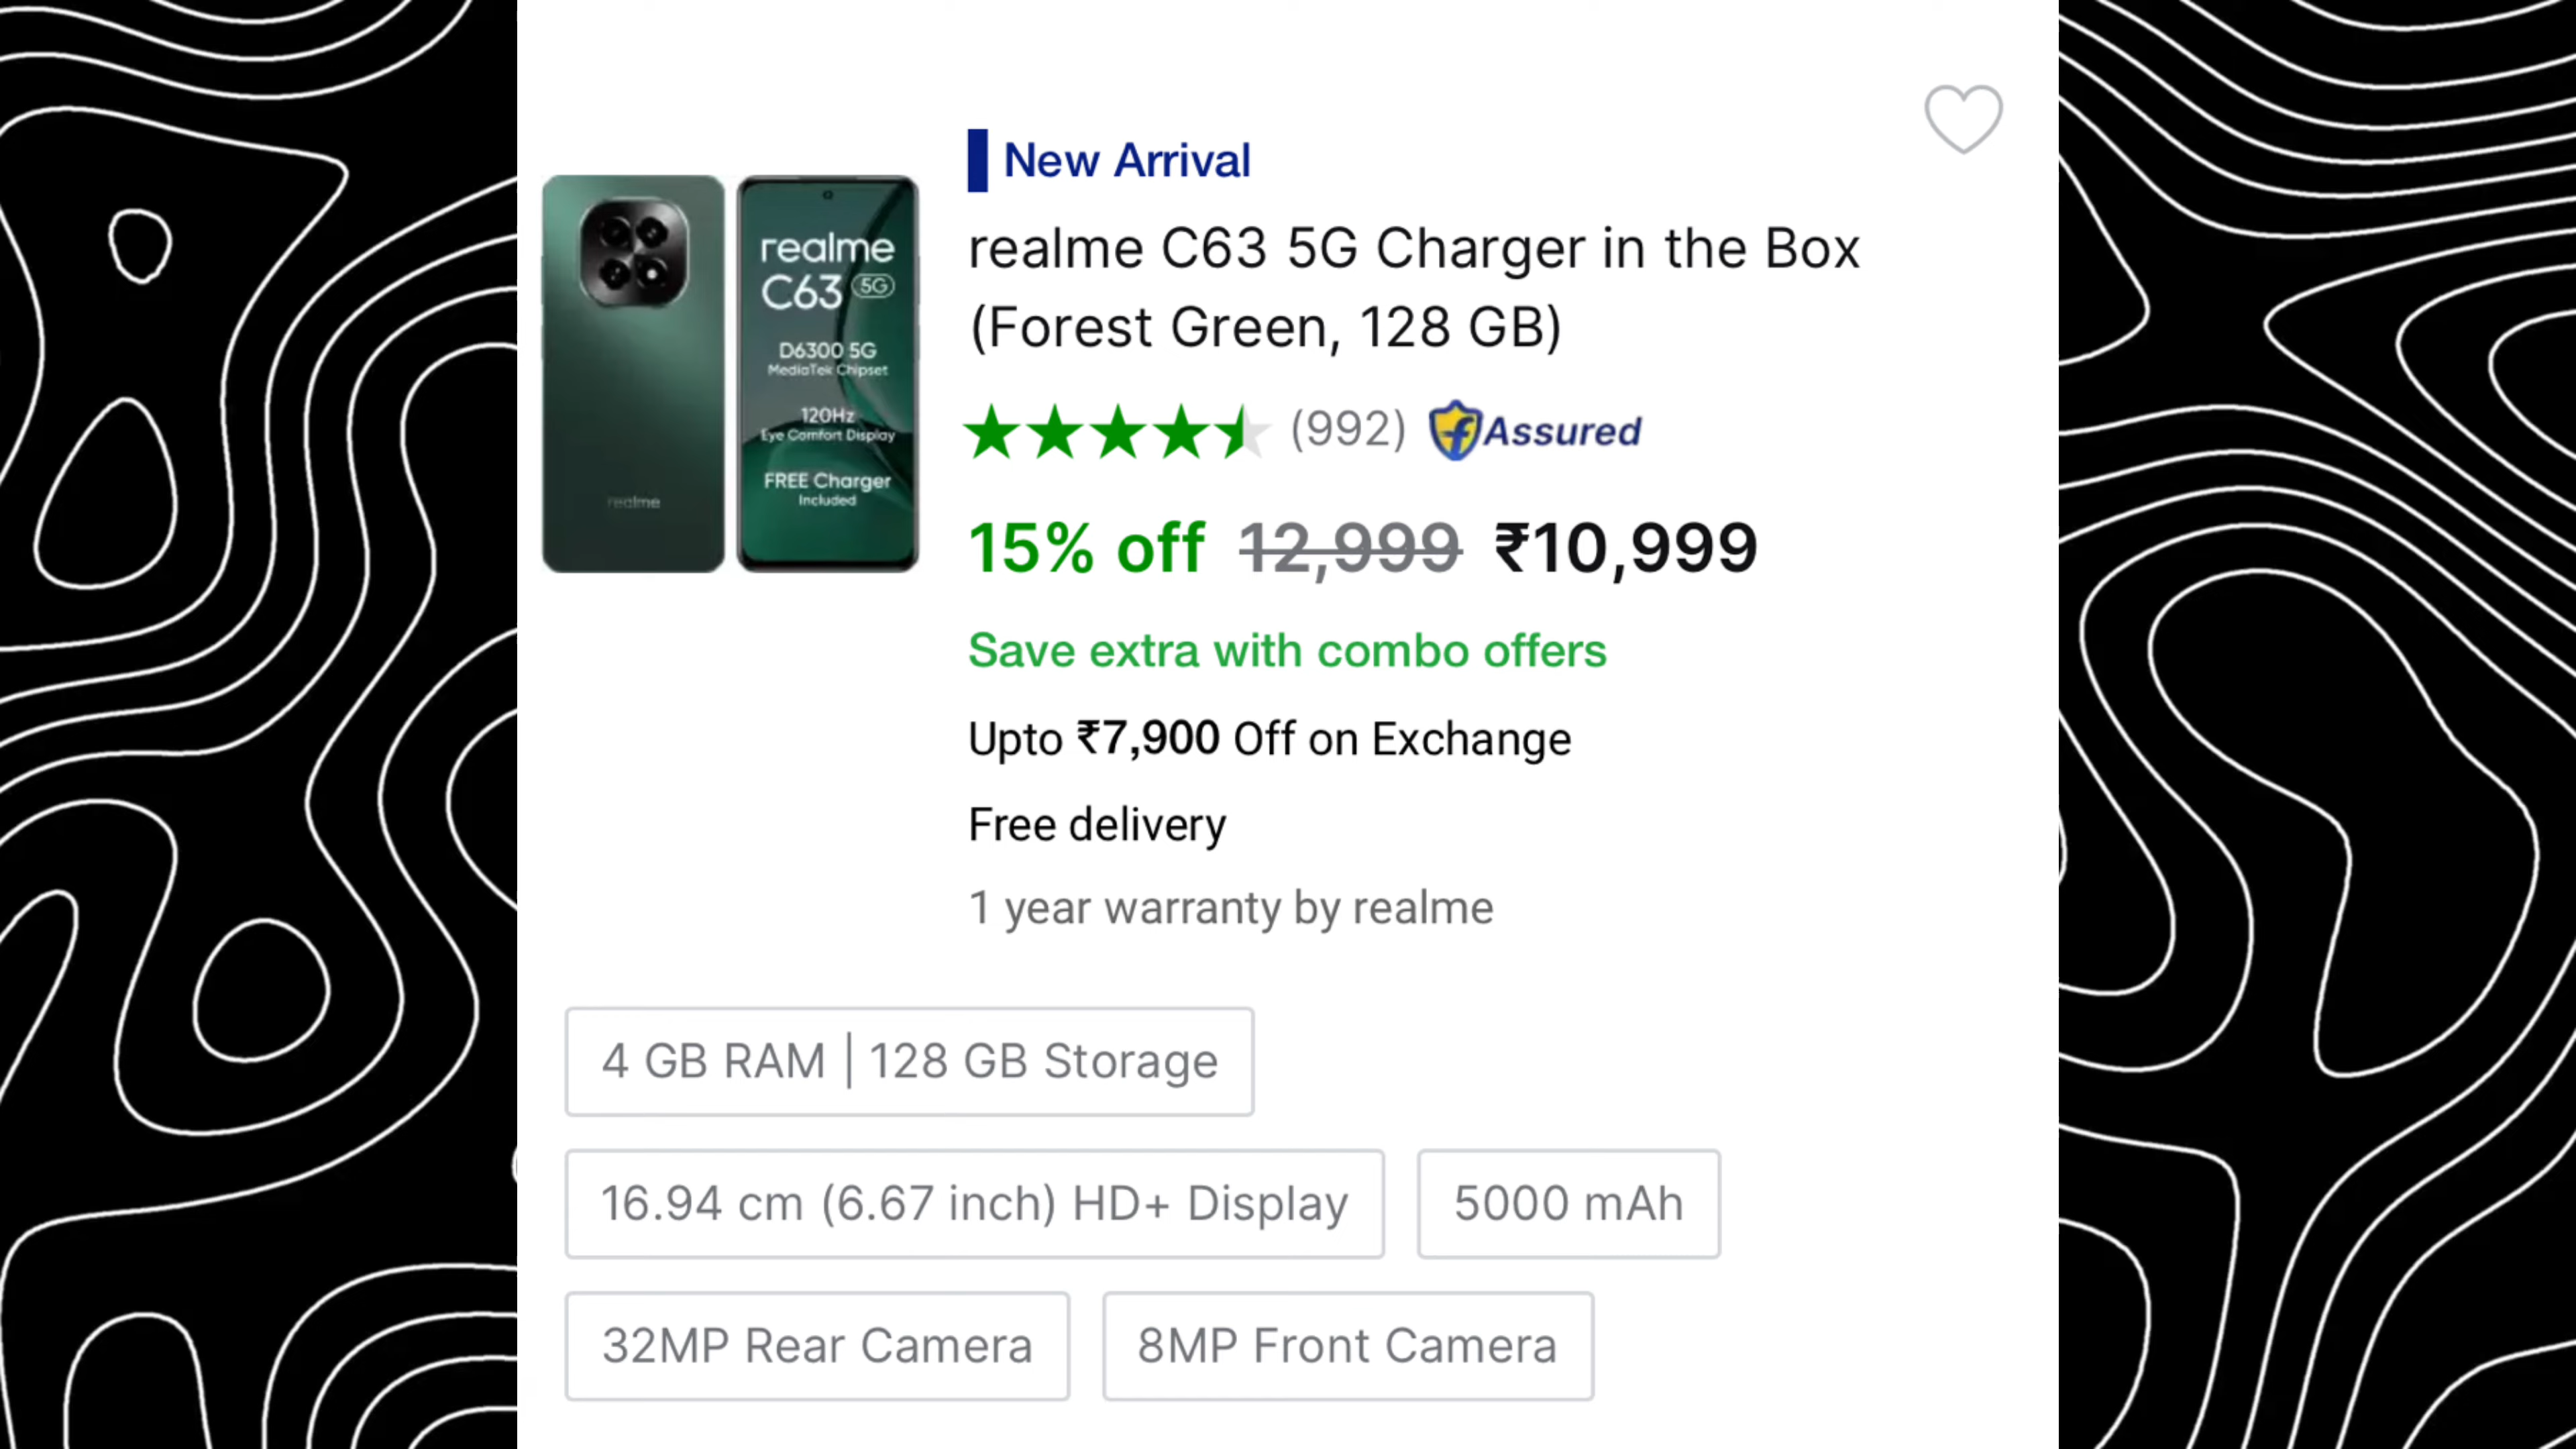 New Arrival
realme C63 5G Charger in the Box
(Forest Green, 128 GB)
realme
C63 5G
D6300 5G
MediaTek Chipset
120Hz
Eye Comfort Display
FREE Charger
Included
realme
(992) f Assured
15% off 12,999 ₹10,999
Save extra with combo offers
Upto ₹7,900 Off on Exchange
Free delivery
1 year warranty by realme
4 GB RAM | 128 GB Storage
16.94 cm (6.67 inch) HD+ Display 5000 mAh
32MP Rear Camera 8MP Front Camera